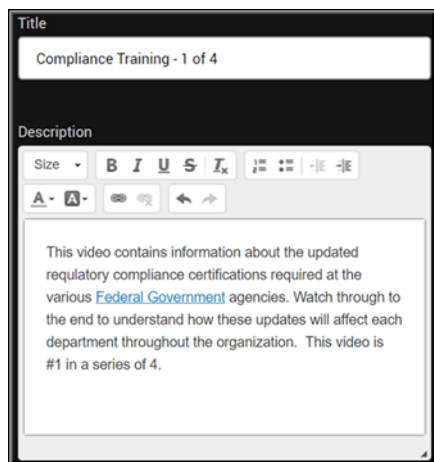 Title
Compliance Training - 1 of 4
Description
Size B I U S Tx
A A
This video contains information about the updated
requlatory compliance certifications required at the
various Federal Government agencies. Watch through to
the end to understand how these updates will affect each
department throughout the organization. This video is
#1 in a series of 4.